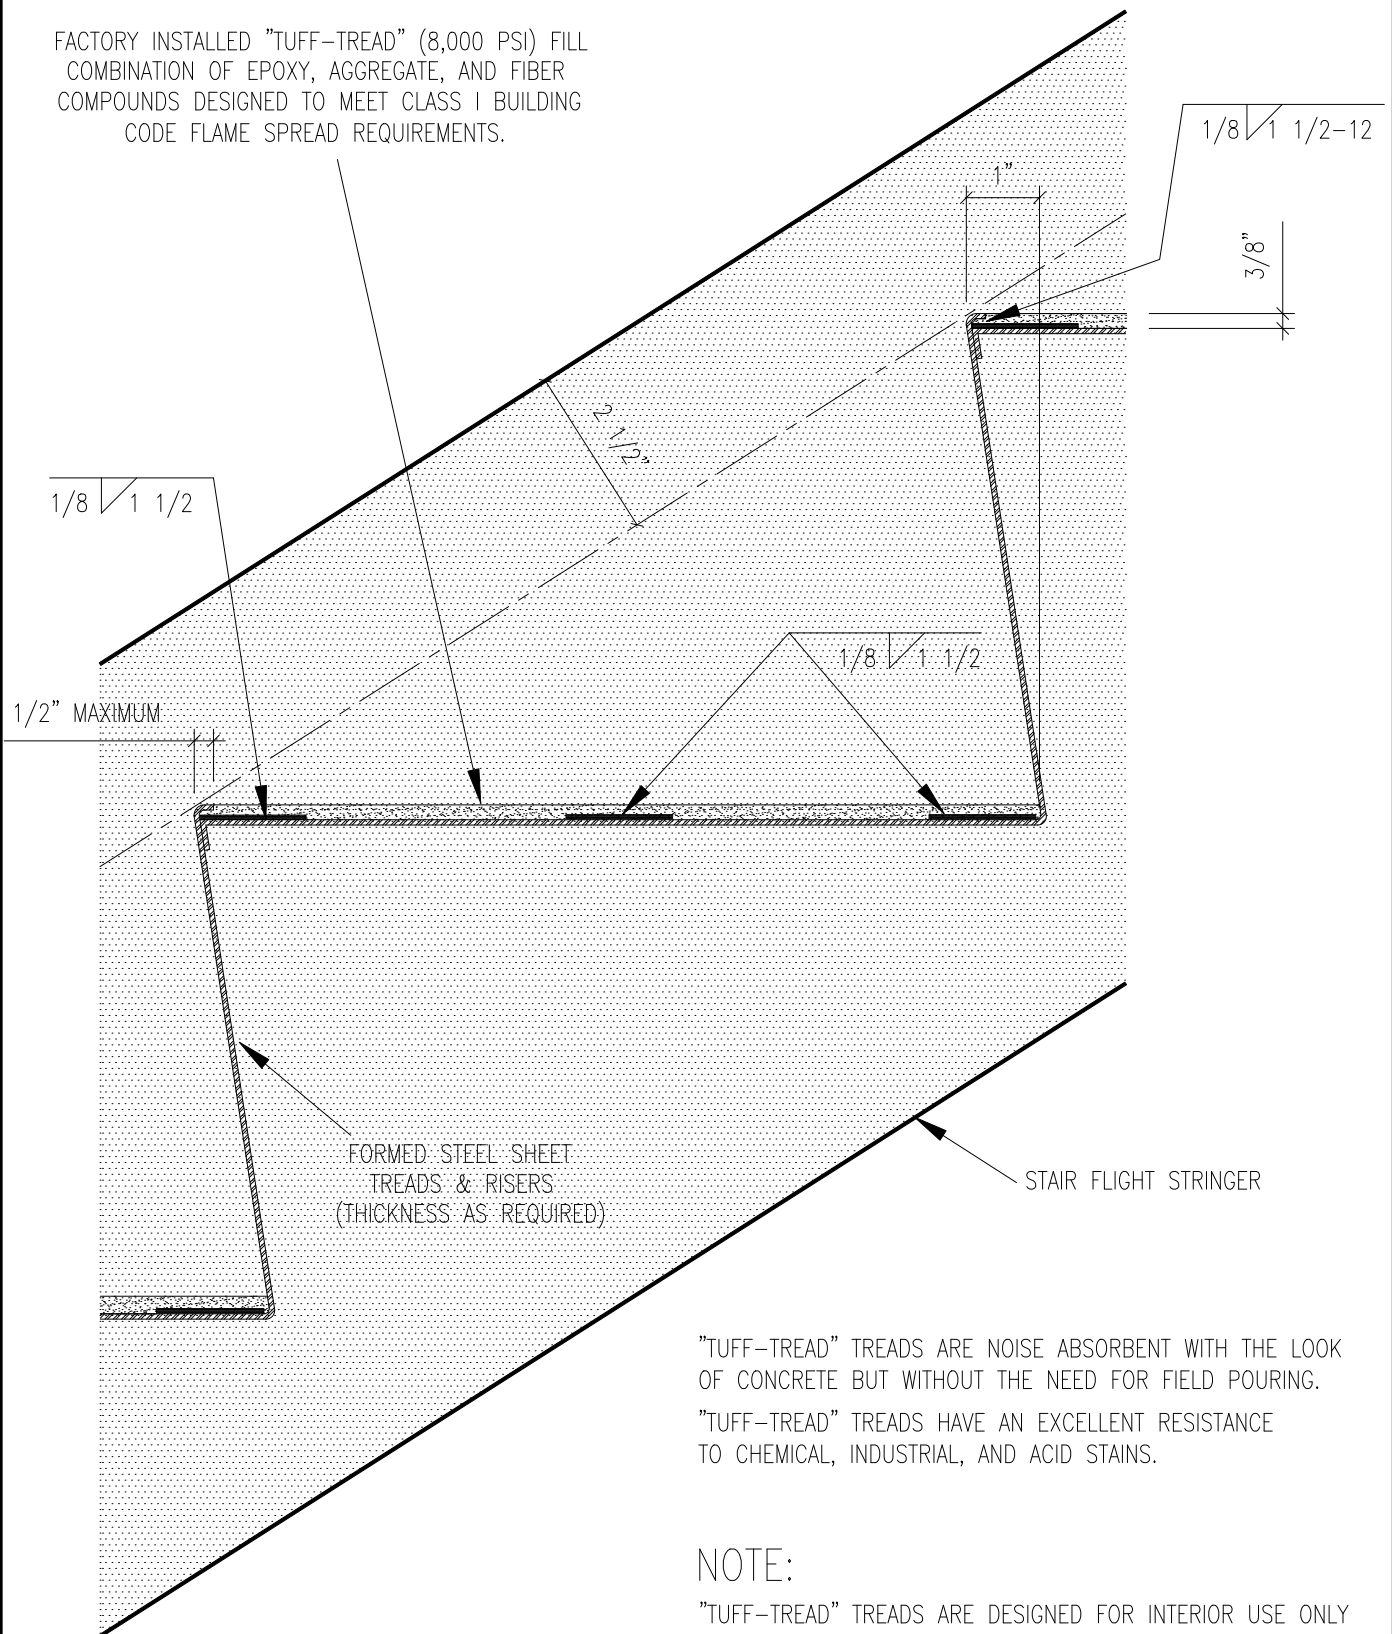 FACTORY INSTALLED "TUFF-TREAD" (8,000 PSI) FILL
COMBINATION OF EPOXY, AGGREGATE, AND FIBER
COMPOUNDS DESIGNED TO MEET CLASS I BUILDING
CODE FLAME SPREAD REQUIREMENTS.
1/8 1 1/2-12
1"
3/8"
2 1/2"
1/8 1 1/2
1/8 1 1/2
1/2" MAXIMUM
FORMED STEEL SHEET
TREADS & RISERS
(THICKNESS AS REQUIRED)
STAIR FLIGHT STRINGER
"TUFF-TREAD" TREADS ARE NOISE ABSORBENT WITH THE LOOK
OF CONCRETE BUT WITHOUT THE NEED FOR FIELD POURING.
"TUFF-TREAD" TREADS HAVE AN EXCELLENT RESISTANCE
TO CHEMICAL, INDUSTRIAL, AND ACID STAINS.
NOTE:
"TUFF-TREAD" TREADS ARE DESIGNED FOR INTERIOR USE ONLY